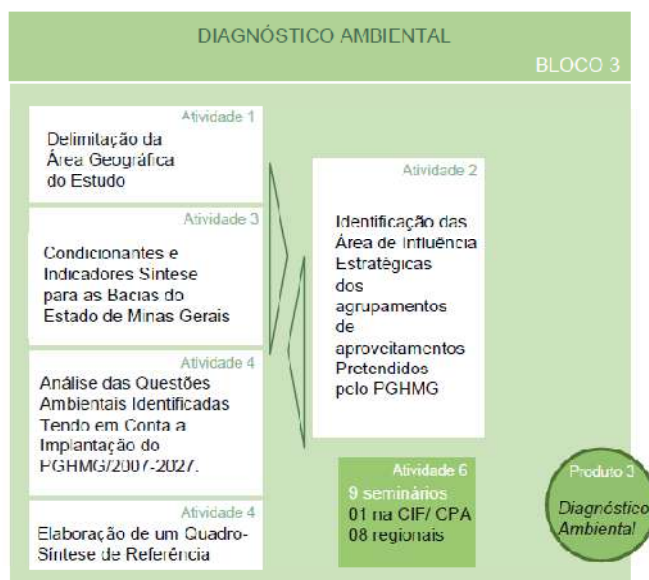 DIAGNÓSTICO AMBIENTAL
BLOCO 3
Atividade 1
Delimitação da
Área Geográfica
do Estudo
Atividade 3
Condicionantes e
Indicadores Síntese
para as Bacias do
Estado de Minas Gerais
Atividade 4
Análise das Questões
Ambientais Identificadas
Tendo em Conta a
Implantação do
PGHMG/2007-2027.
Atividade 4
Elaboração de um Quadro-
Síntese de Referência
Atividade 2
Identificação das
Área de Influência
Estratégicas
dos
agrupamentos
de
aproveitamentos
Pretendidos
pelo PGHMG
Atividade 6
9 seminários
01 na CIF/ CPA
08 regionais
Produto 3
Diagnóstico
Ambiental